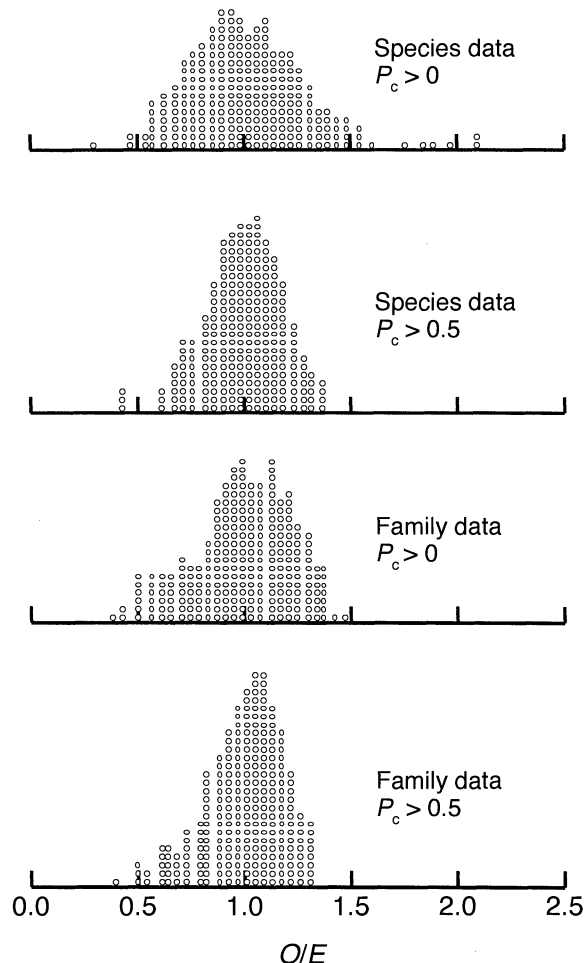 Species data
Pc > 0
Species data
Pc > 0.5
Family data
Pc > 0
Family data
Pc > 0.5
0.0 0.5 1.0 1.5 2.0 2.5
O/E